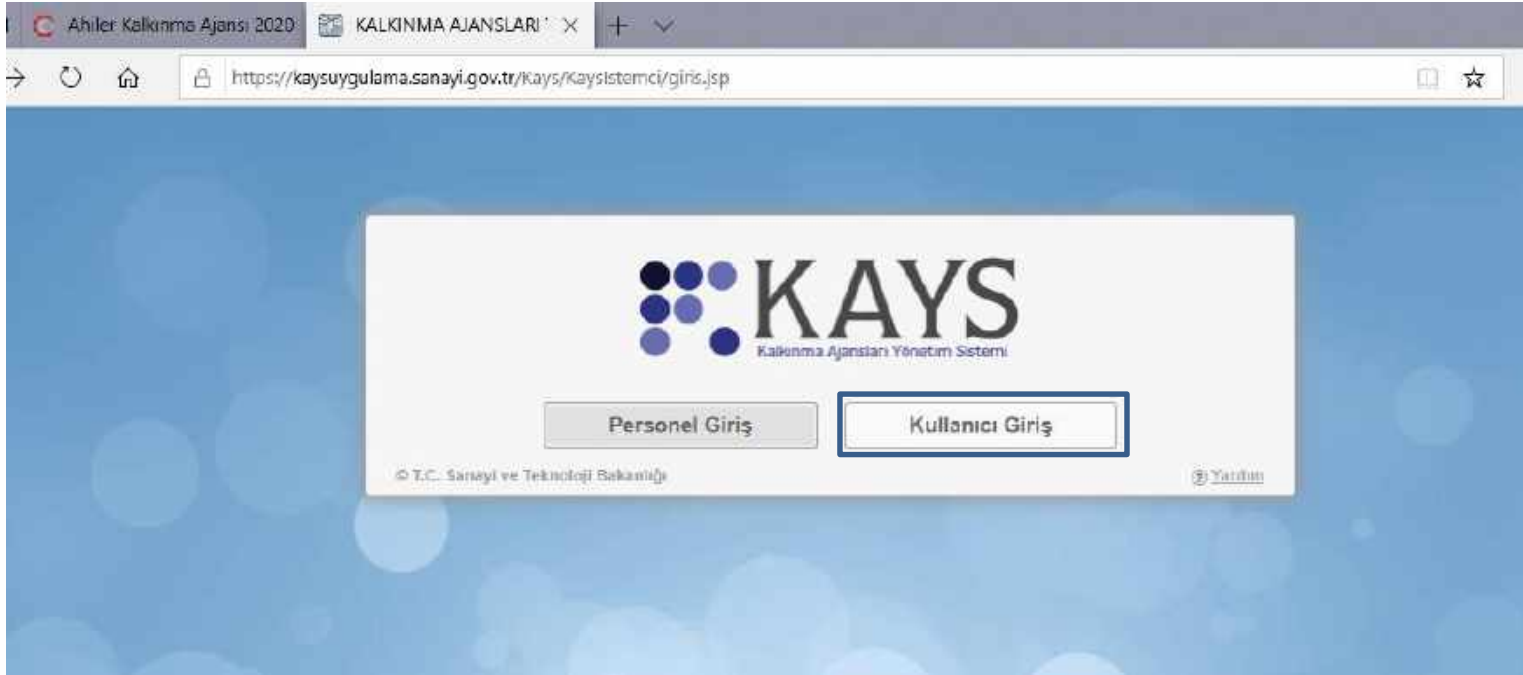 Ahiler Kalkınma Ajansı 2020
KALKINMA AJANSLARI
https://kaysuygulama.sanayi.gov.tr/Kays/KaysIstemci/giris.jsp
KAYS
Kalkınma Ajansları Yönetim Sistemi
Personel Giriş
Kullanıcı Giriş
© T.C. Sanayi ve Teknoloji Bakanlığı
Yardım